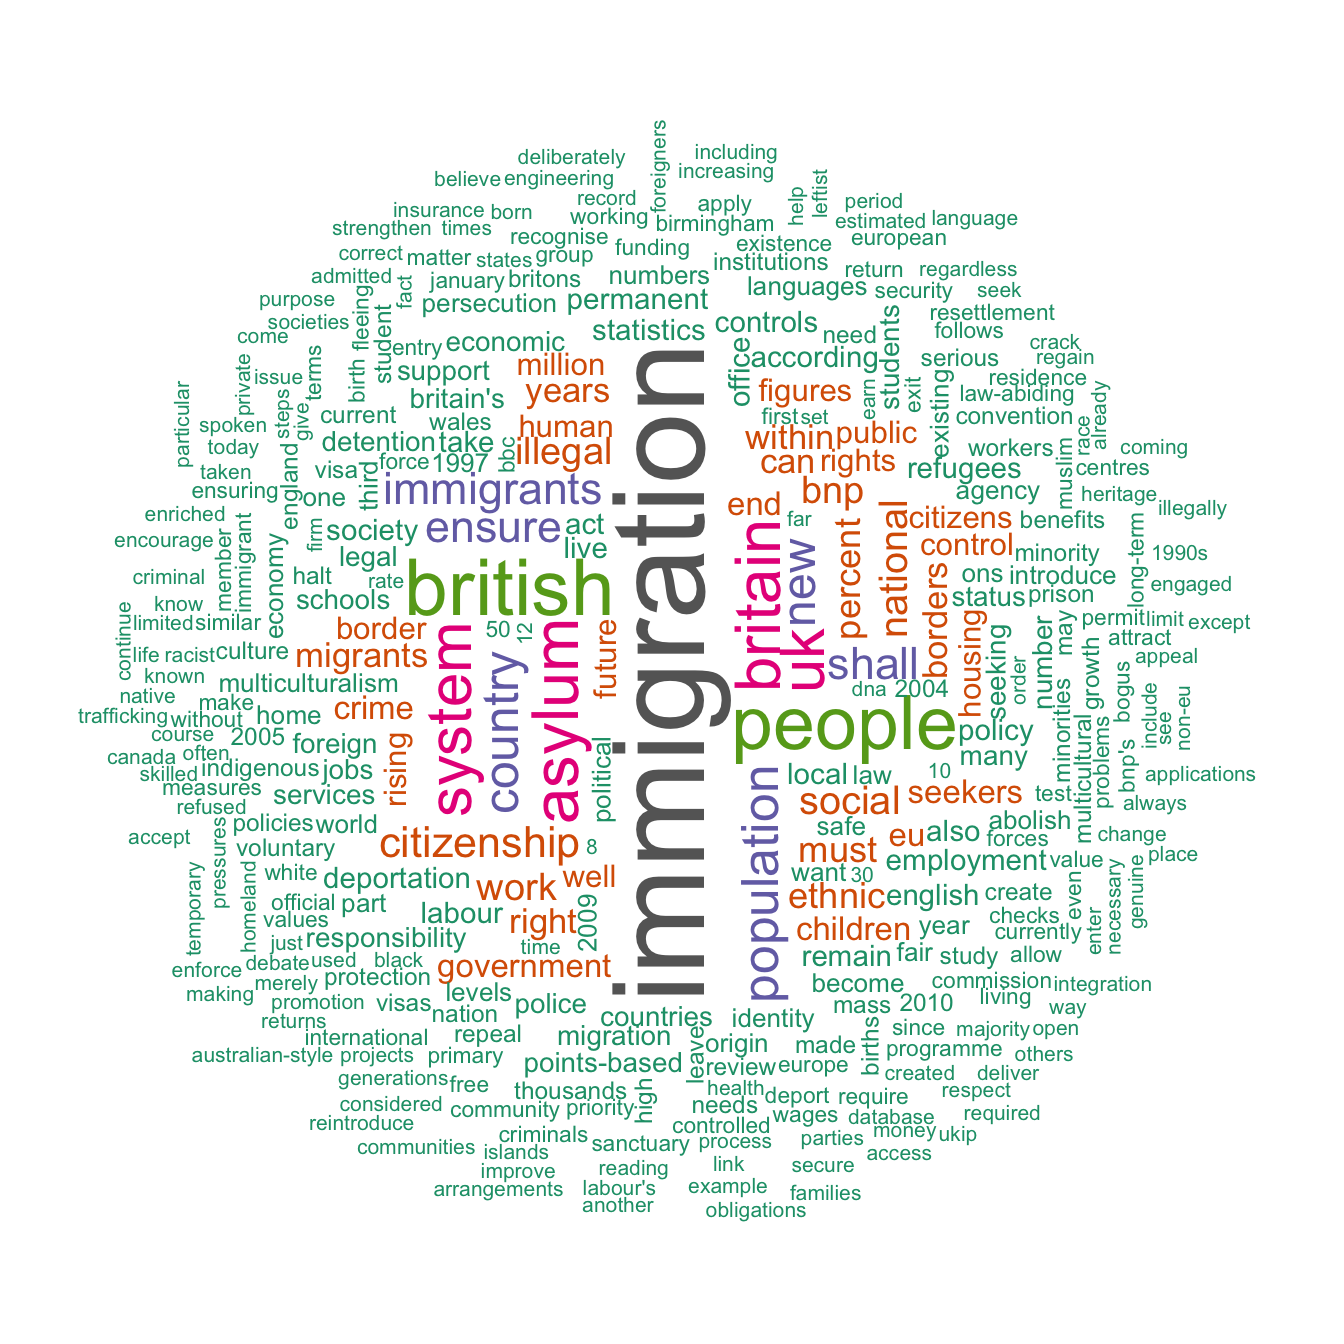 deliberately
including
foreigners
believe
engineering
increasing
insurance
born
record
working
apply
help
leftist
period
strengthen
times
recognise
birmingham
estimated
language
correct
matter
states
group
funding
existence
european
admitted
fact
january
britons
numbers
institutions
return
regardless
purpose
fleeing
persecution
permanent
languages
security
seek
societies
student
statistics
controls
need
students
resettlement
come
entry
economic
office
according
follows
crack
private
issue
terms
birth
support
million
figures
serious
regain
particular
steps
give
current
britain's
years
first
set
earn
exit
existing
residence
law-abiding
already
spoken
wales
human
within
public
convention
race
today
detention
take
illegal
can
rights
workers
muslim
coming
taken
england
visa
third
force
1997
bbc
immigration
refugees
centres
ensuring
one
immigrants
bnp
agency
heritage
enriched
firm
society
ensure
act
end
far
national
citizens
benefits
long-term
illegally
encourage
member
immigrant
economy
legal
live
britain
new
percent
control
minority
1990s
criminal
halt
rate
british
borders
ons
introduce
engaged
know
schools
status
prison
continue
limited
similar
border
50
12
future
uk
shall
housing
seeking
number
may
permit
limit
except
life
racist
culture
migrants
system
country
asylum
order
growth
attract
known
multiculturalism
dna
2004
minorities
bogus
appeal
native
make
crime
people
trafficking
without
home
policy
include
see
non-eu
course
2005
foreign
rising
political
many
multicultural
problems
bnp's
canada
often
indigenous
jobs
population
local
law
10
applications
skilled
measures
services
social
seekers
test
always
refused
policies
world
safe
eu
also
abolish
change
accept
pressures
voluntary
citizenship
8
must
forces
place
white
deportation
work
well
want
30
employment
value
temporary
homeland
official
part
ethnic
english
create
even
genuine
values
labour
right
2009
children
year
checks
enter
necessary
just
responsibility
time
currently
enforce
debate
used
black
government
remain
fair
study
allow
making
merely
protection
become
commission
integration
promotion
visas
levels
police
mass
2010
living
way
returns
nation
countries
identity
births
since
majority
open
international
repeal
migration
leave
origin
made
programme
others
australian-style
projects
primary
points-based
review
europe
created
deliver
generations
free
thousands
high
health
deport
require
respect
considered
community
priority
needs
wages
database
required
reintroduce
criminals
controlled
money
ukip
communities
islands
sanctuary
process
parties
access
improve
reading
link
secure
arrangements
labour's
example
families
another
obligations